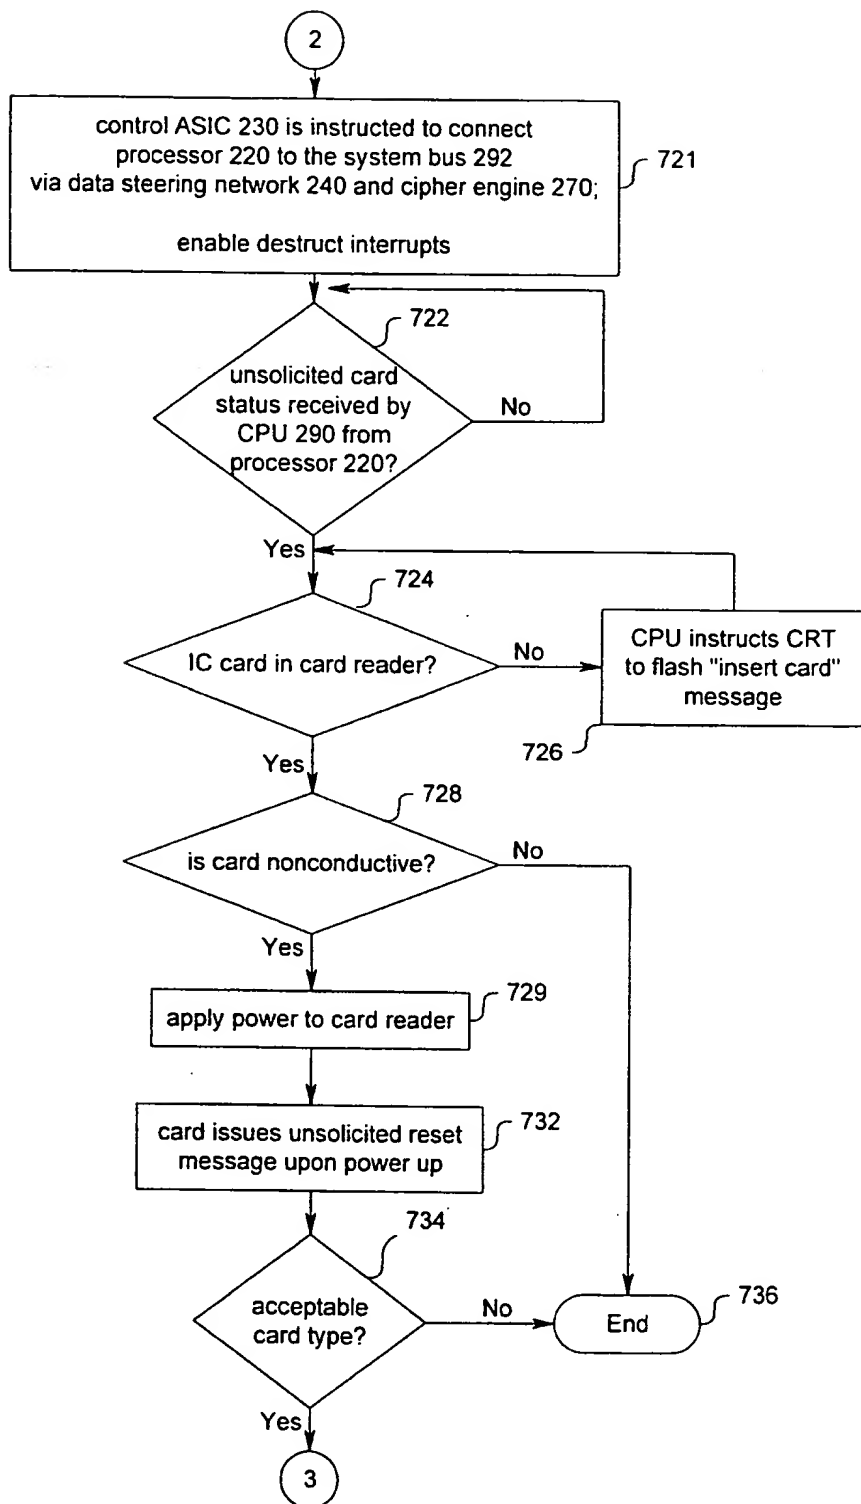 2
control ASIC 230 is instructed to connect
processor 220 to the system bus 292
via data steering network 240 and cipher engine 270;
enable destruct interrupts
721
722
unsolicited card
status received by
CPU 290 from
processor 220?
No
Yes
724
IC card in card reader?
No
CPU instructs CRT
to flash "insert card"
message
726
Yes
728
is card nonconductive?
No
Yes
apply power to card reader
729
card issues unsolicited reset
message upon power up
732
734
acceptable
card type?
No
End
736
Yes
3